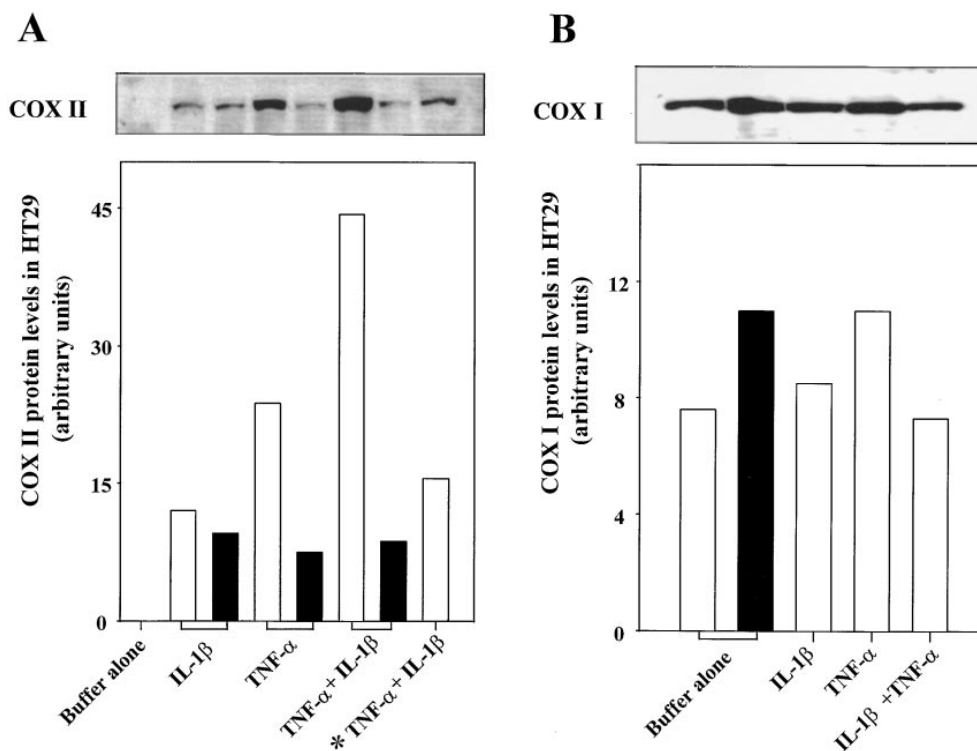 A
COX II
COX II protein levels in HT29
(arbitrary units)
45
30
15
0
Buffer alone
IL-1β
TNF-α
TNF-α + IL-1β
* TNF-α + IL-1β
B
COX I
COX I protein levels in HT29
(arbitrary units)
12
8
4
0
Buffer alone
IL-1β
TNF-α
IL-1β +TNF-α